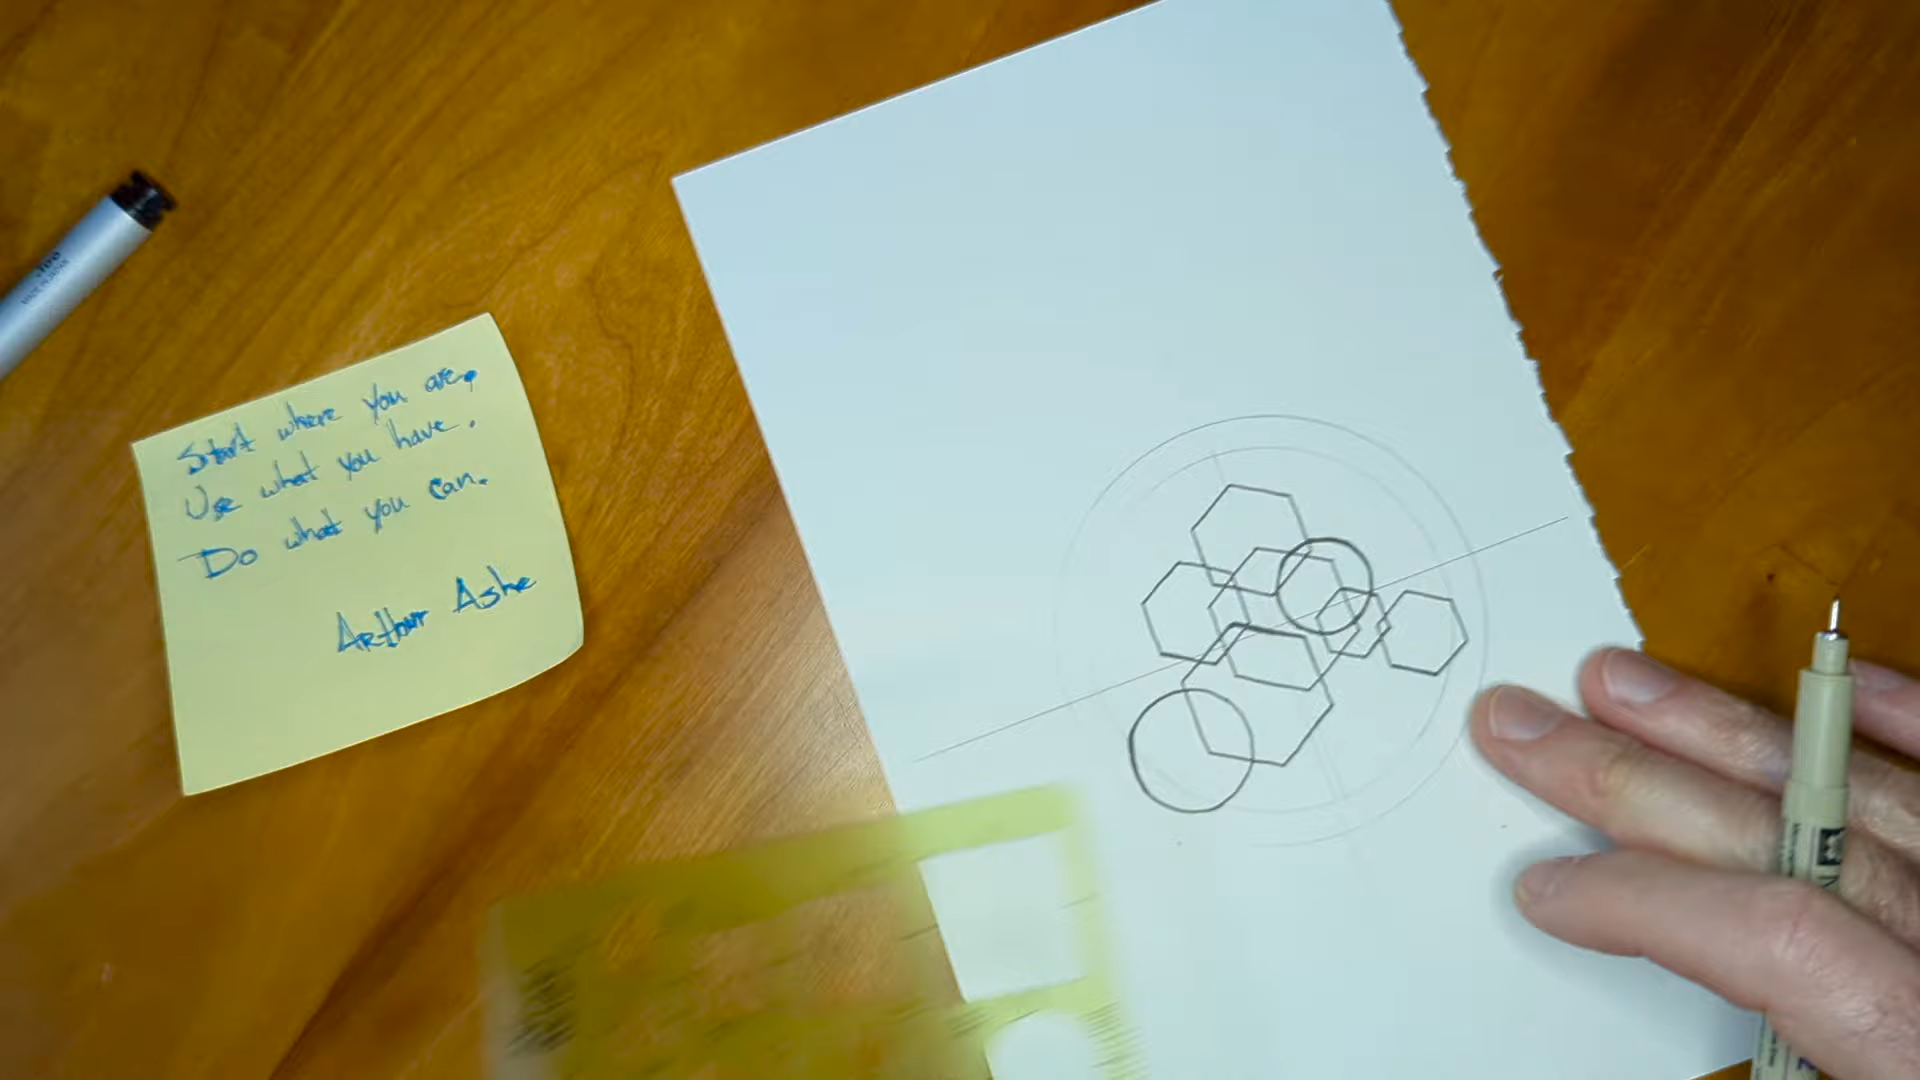 Start where you are.
Use what you have.
Do what you can.
Arthur Ashe